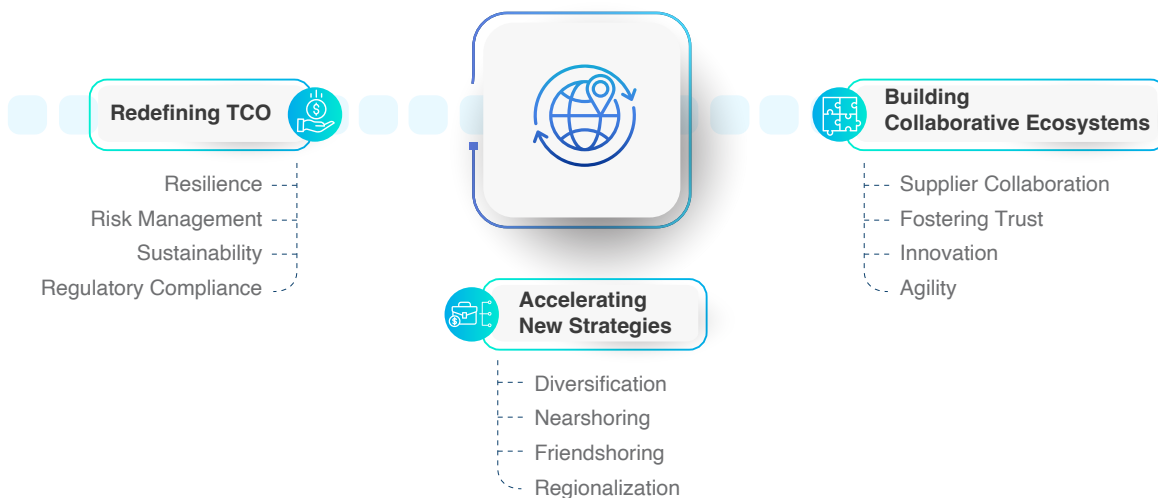 Redefining TCO
Resilience
Risk Management
Sustainability
Regulatory Compliance
Accelerating
New Strategies
Diversification
Nearshoring
Friendshoring
Regionalization
Building
Collaborative Ecosystems
Supplier Collaboration
Fostering Trust
Innovation
Agility